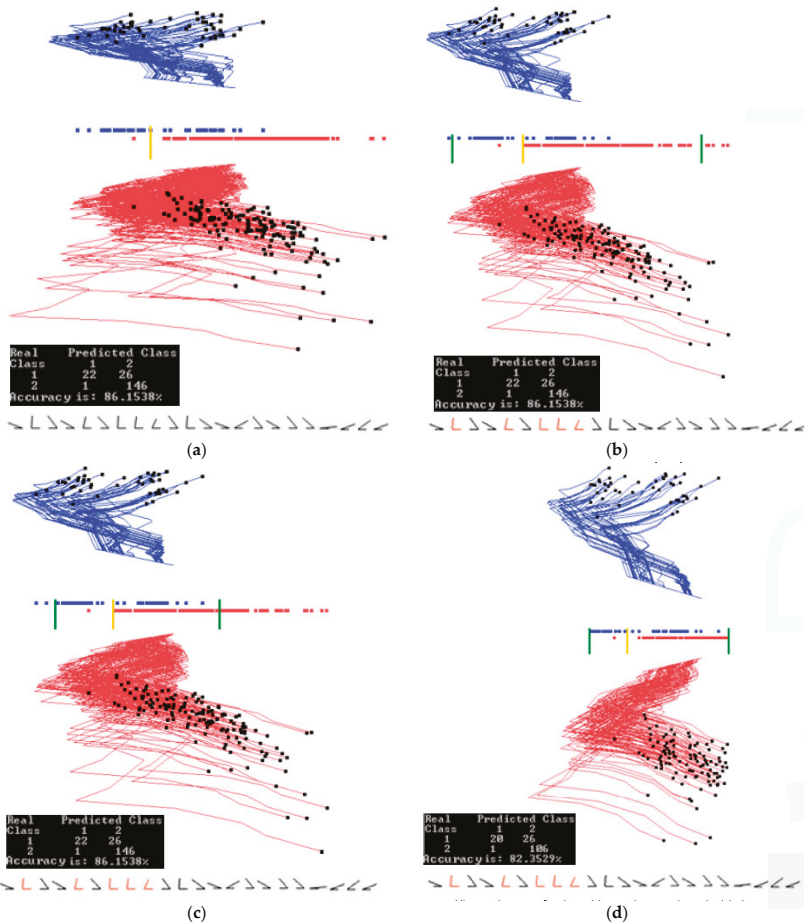 Real Predicted Class
Class 1 2
1 22 26
2 1 146
Accuracy is: 86.1538%
(a)
Real Predicted Class
Class 1 2
1 22 26
2 1 146
Accuracy is: 86.1538%
(b)
Real Predicted Class
Class 1 2
1 22 26
2 1 146
Accuracy is: 86.1538%
(c)
Real Predicted Class
Class 1 2
1 20 26
2 1 106
Accuracy is: 82.3529%
(d)